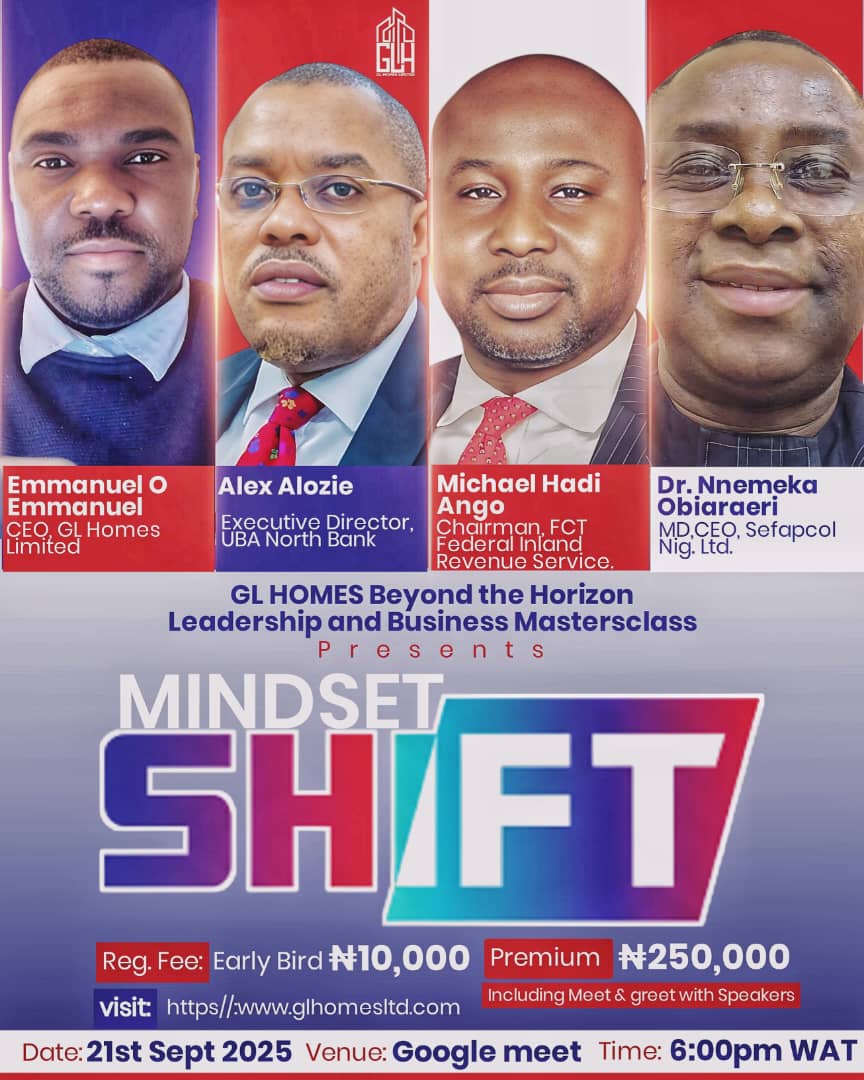 GLH
GL HOMES LIMITED
Emmanuel O
Emmanuel
CEO, GL Homes
Limited
Alex Alozie
Executive Director,
UBA North Bank
Michael Hadi
Ango
Chairman, FCT
Federal Inland
Revenue Service.
Dr. Nnemeka
Obiaraeri
MD,CEO, Sefapcol
Nig. Ltd.
GL HOMES Beyond the Horizon
Leadership and Business Mastersclass
Presents
MINDSET
SHIFT
Reg. Fee: Early Bird ₦10,000 Premium ₦250,000
Including Meet & greet with Speakers
visit: https//:www.glhomesltd.com
Date: 21st Sept 2025 Venue: Google meet Time: 6:00pm WAT